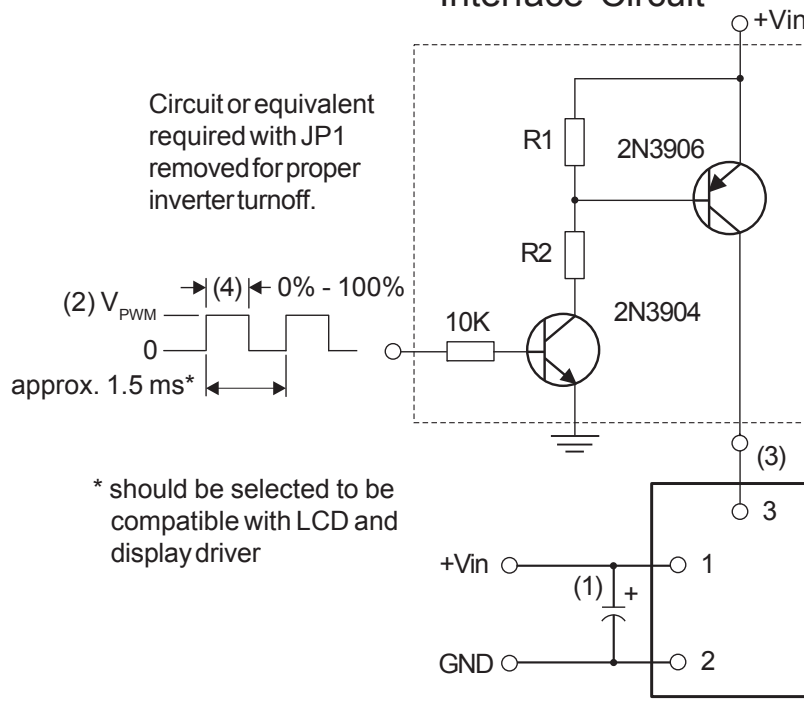 Interface Circuit
+Vin
Circuit or equivalent
required with JP1
removed for proper
inverter turnoff.
R1
2N3906
R2
(4) 0% - 100%
(2) VPWM
2N3904
10K
0
approx. 1.5 ms*
(3)
* should be selected to be
compatible with LCD and
display driver
3
+Vin
1
(1)
+
GND
2